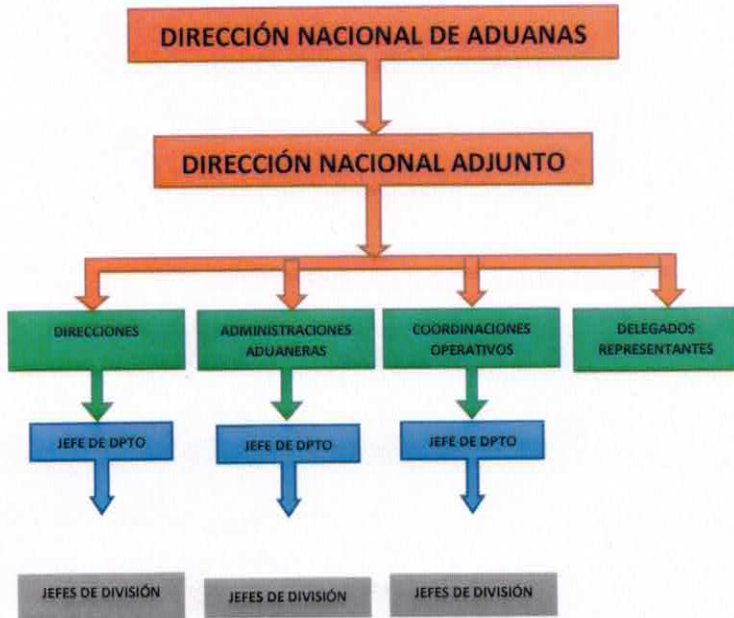 DIRECCIÓN NACIONAL DE ADUANAS
DIRECCIÓN NACIONAL ADJUNTO
DIRECCIONES
ADMINISTRACIONES
ADUANERAS
COORDINACIONES
OPERATIVOS
DELEGADOS
REPRESENTANTES
JEFE DE DPTO
JEFE DE DPTO
JEFE DE DPTO
JEFES DE DIVISIÓN
JEFES DE DIVISIÓN
JEFES DE DIVISIÓN